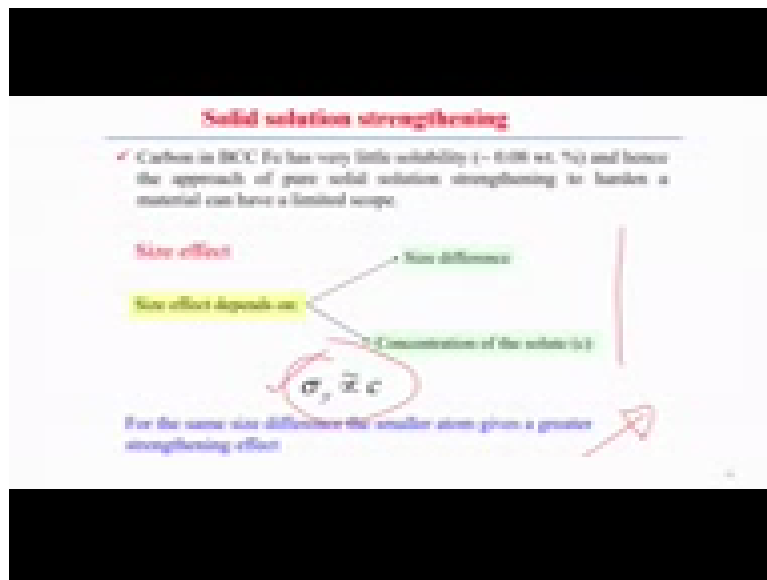 Solid solution strengthening
✓ Carbon in BCC Fe has very little solubility (~ 0.08 wt. %) and hence
the approach of pure solid solution strengthening to harden a
material can have a limited scope.
Size effect
Size difference
Size effect depends on:
Concentration of the solute (c)
σy ∝ c
For the same size difference the smaller atom gives a greater
strengthening effect